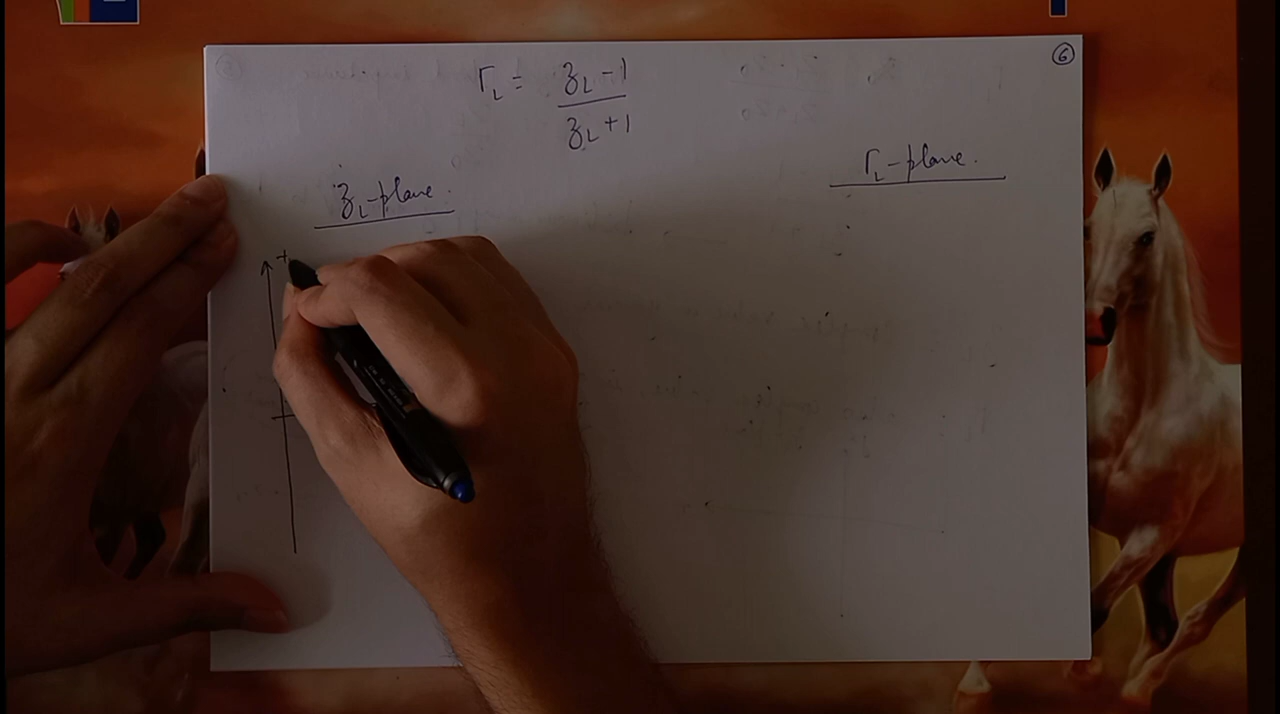 ⑥
Γ_L = (z_L - 1) / (z_L + 1)
z_L-plane.
Γ_L-plane.
+